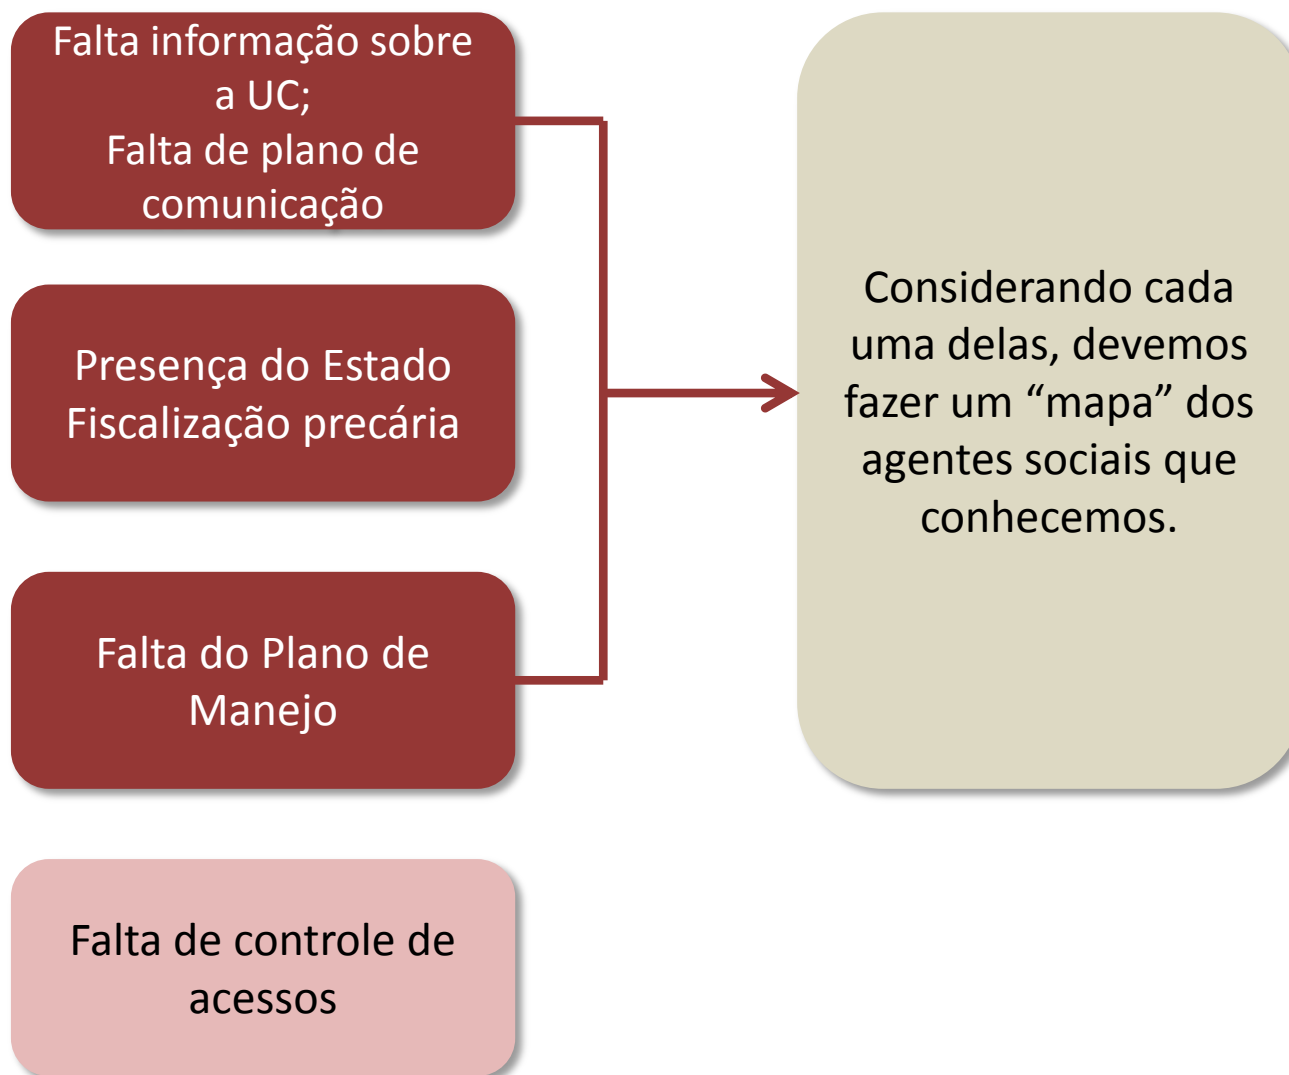 Falta informação sobre
a UC;
Falta de plano de
comunicação
Presença do Estado
Fiscalização precária
Falta do Plano de
Manejo
Falta de controle de
acessos
Considerando cada
uma delas, devemos
fazer um “mapa” dos
agentes sociais que
conhecemos.